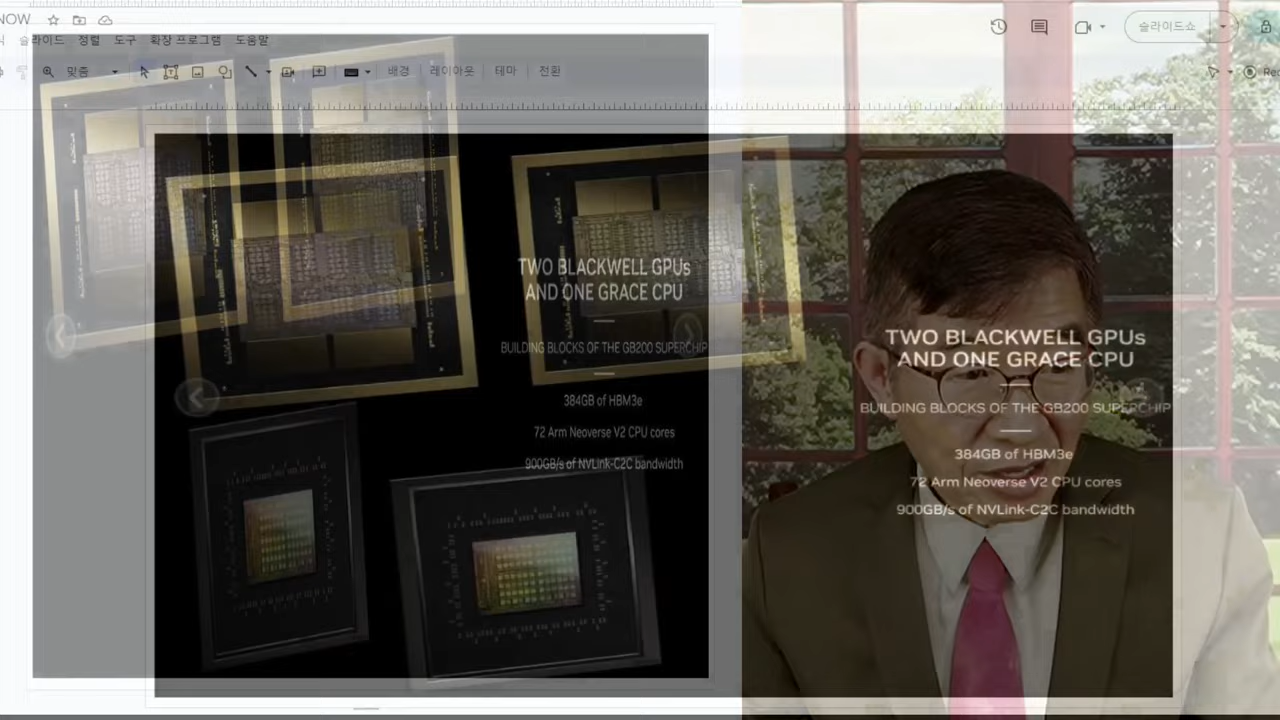 NOW
슬라이드 정렬 도구 확장 프로그램 도움말
슬라이드쇼
맞춤
배경 레이아웃 테마 전환
Rec
TWO BLACKWELL GPUs
AND ONE GRACE CPU
BUILDING BLOCKS OF THE GB200 SUPERCHIP
384GB of HBM3e
72 Arm Neoverse V2 CPU cores
900GB/s of NVLink-C2C bandwidth
TWO BLACKWELL GPUs
AND ONE GRACE CPU
BUILDING BLOCKS OF THE GB200 SUPERCHIP
384GB of HBM3e
72 Arm Neoverse V2 CPU cores
900GB/s of NVLink-C2C bandwidth